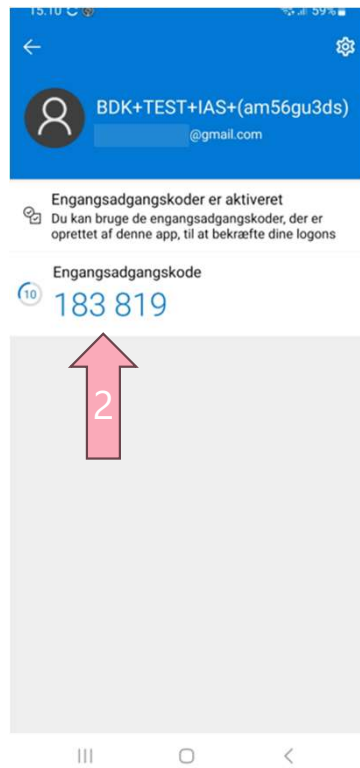 15.10
59%
BDK+TEST+IAS+(am56gu3ds)
@gmail.com
Engangsadgangskoder er aktiveret
Du kan bruge de engangsadgangskoder, der er
oprettet af denne app, til at bekræfte dine logons
Engangsadgangskode
10
183 819
2